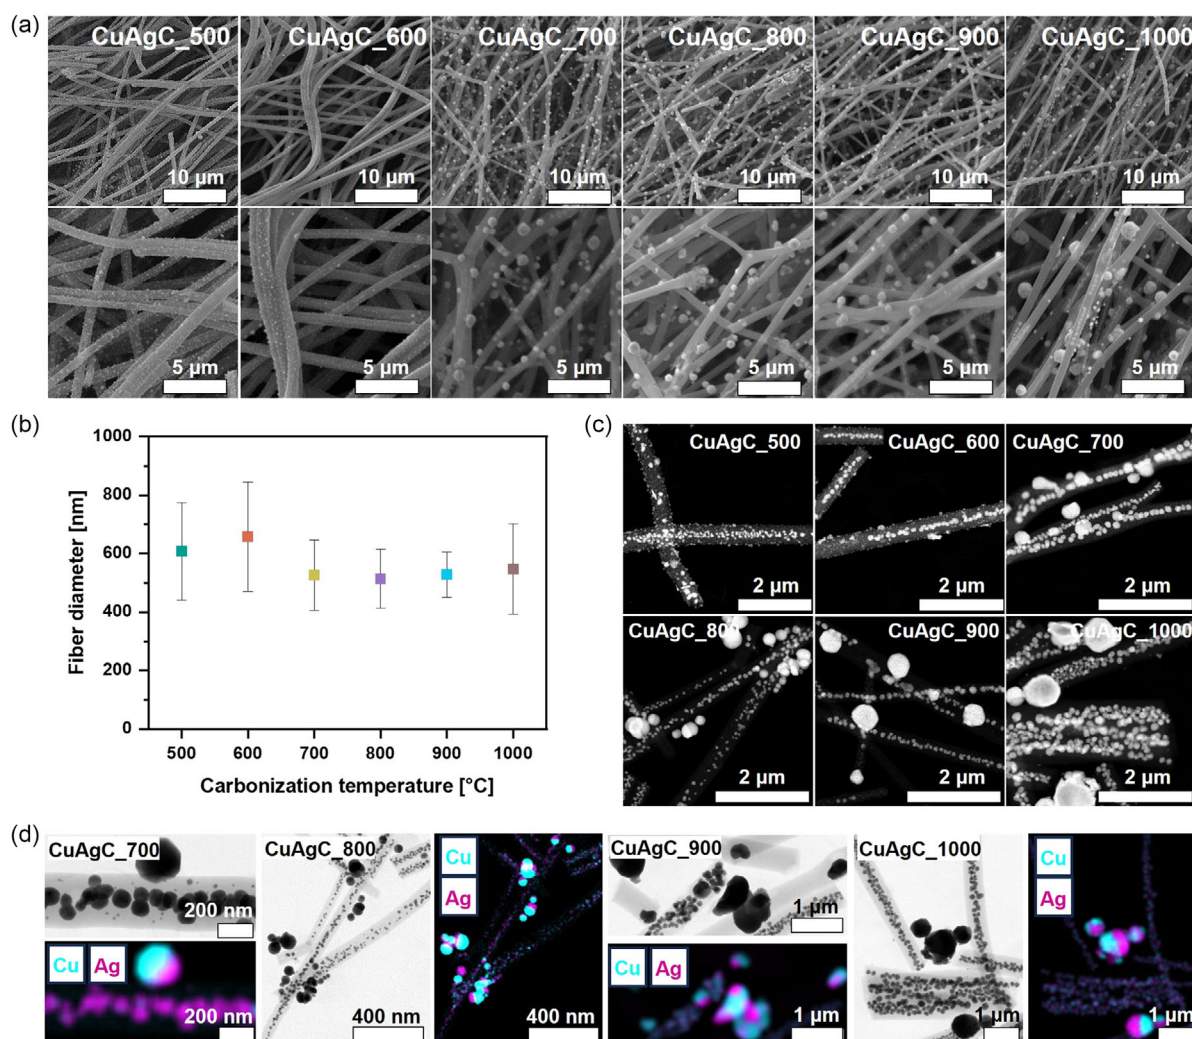 (a)
CuAgC_500 CuAgC_600 CuAgC_700 CuAgC_800 CuAgC_900 CuAgC_1000
10 µm 10 µm 10 µm 10 µm 10 µm 10 µm
5 µm 5 µm 5 µm 5 µm 5 µm 5 µm
(b)
1000
800
600
400
200
0
Fiber diameter [nm]
500 600 700 800 900 1000
Carbonization temperature [°C]
(c)
CuAgC_500 CuAgC_600 CuAgC_700
2 µm 2 µm 2 µm
CuAgC_800 CuAgC_900 CuAgC_1000
2 µm 2 µm 2 µm
(d)
CuAgC_700
200 nm
Cu Ag
200 nm
CuAgC_800
400 nm
Cu
Ag
400 nm
CuAgC_900
1 µm
Cu Ag
1 µm
CuAgC_1000
1 µm
Cu
Ag
1 µm